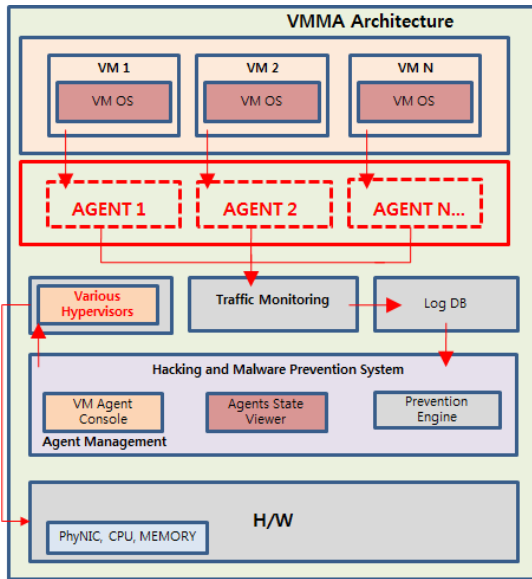 VMMA Architecture
VM 1
VM 2
VM N
VM OS
VM OS
VM OS
AGENT 1
AGENT 2
AGENT N...
Various
Hypervisors
Traffic Monitoring
Log DB
Hacking and Malware Prevention System
VM Agent
Console
Agents State
Viewer
Prevention
Engine
Agent Management
H/W
PhyNIC, CPU, MEMORY